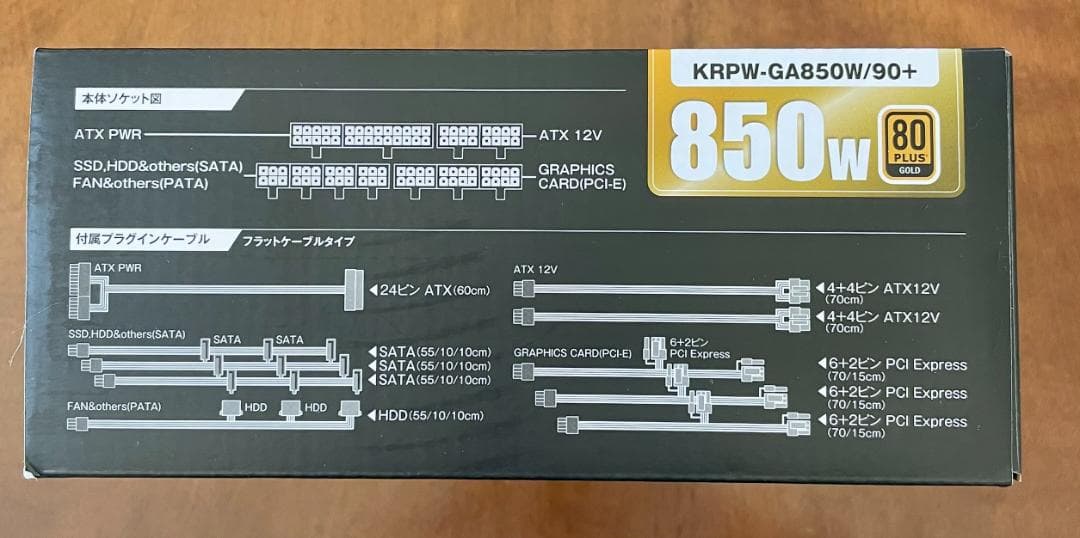 KRPW-GA850W/90+
850W
80
PLUS
GOLD
本体ソケット図
ATX PWR
ATX 12V
SSD,HDD&others(SATA)
FAN&others(PATA)
GRAPHICS
CARD(PCI-E)
付属プラグインケーブル
フラットケーブルタイプ
ATX PWR
24ピン ATX(60cm)
SSD,HDD&others(SATA)
SATA
SATA
SATA(55/10/10cm)
SATA(55/10/10cm)
SATA(55/10/10cm)
FAN&others(PATA)
HDD
HDD
HDD(55/10/10cm)
ATX 12V
4+4ピン ATX12V
(70cm)
4+4ピン ATX12V
(70cm)
GRAPHICS CARD(PCI-E)
6+2ピン
PCI Express
6+2ピン PCI Express
(70/15cm)
6+2ピン PCI Express
(70/15cm)
6+2ピン PCI Express
(70/15cm)